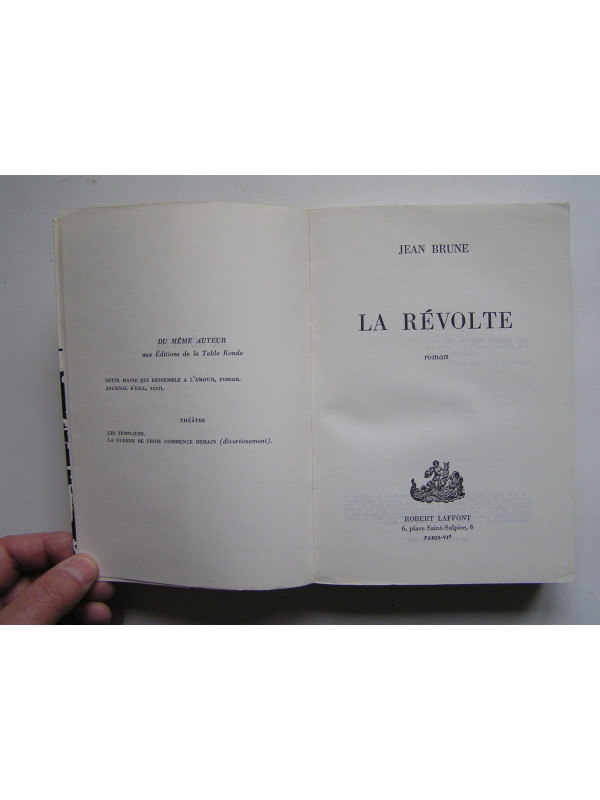 DU MÊME AUTEUR
aux Éditions de la Table Ronde
CETTE HAINE QUI RESSEMBLE A L'AMOUR, roman.
JOURNAL D'EXIL, récit.
THÉÂTRE
LES TEMPLIERS.
LA GUERRE DE TROIE COMMENCE DEMAIN (divertissement).
JEAN BRUNE
LA RÉVOLTE
roman
ROBERT LAFFONT
6, place Saint-Sulpice, 6
PARIS-VIᵉ